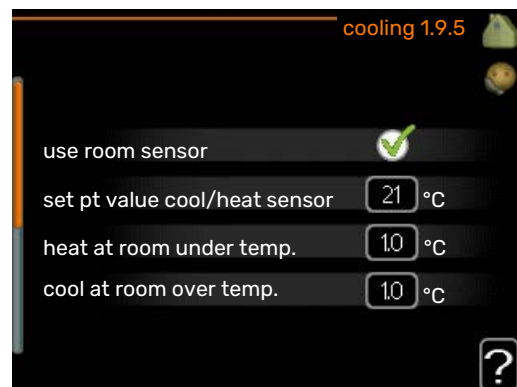 cooling 1.9.5
use room sensor
set pt value cool/heat sensor 21 °C
heat at room under temp. 1.0 °C
cool at room over temp. 1.0 °C
?